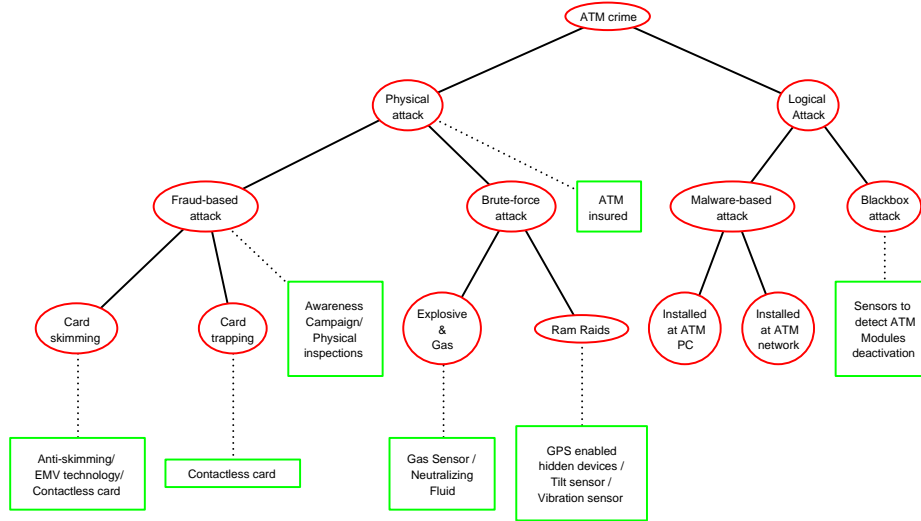 ATM crime
Physical
attack
Logical
Attack
Fraud-based
attack
Brute-force
attack
ATM
insured
Malware-based
attack
Blackbox
attack
Card
skimming
Card
trapping
Awareness
Campaign/
Physical
inspections
Explosive
&
Gas
Ram Raids
Installed
at ATM
PC
Installed
at ATM
network
Sensors to
detect ATM
Modules
deactivation
Anti-skimming/
EMV technology/
Contactless card
Contactless card
Gas Sensor /
Neutralizing
Fluid
GPS enabled
hidden devices /
Tilt sensor /
Vibration sensor